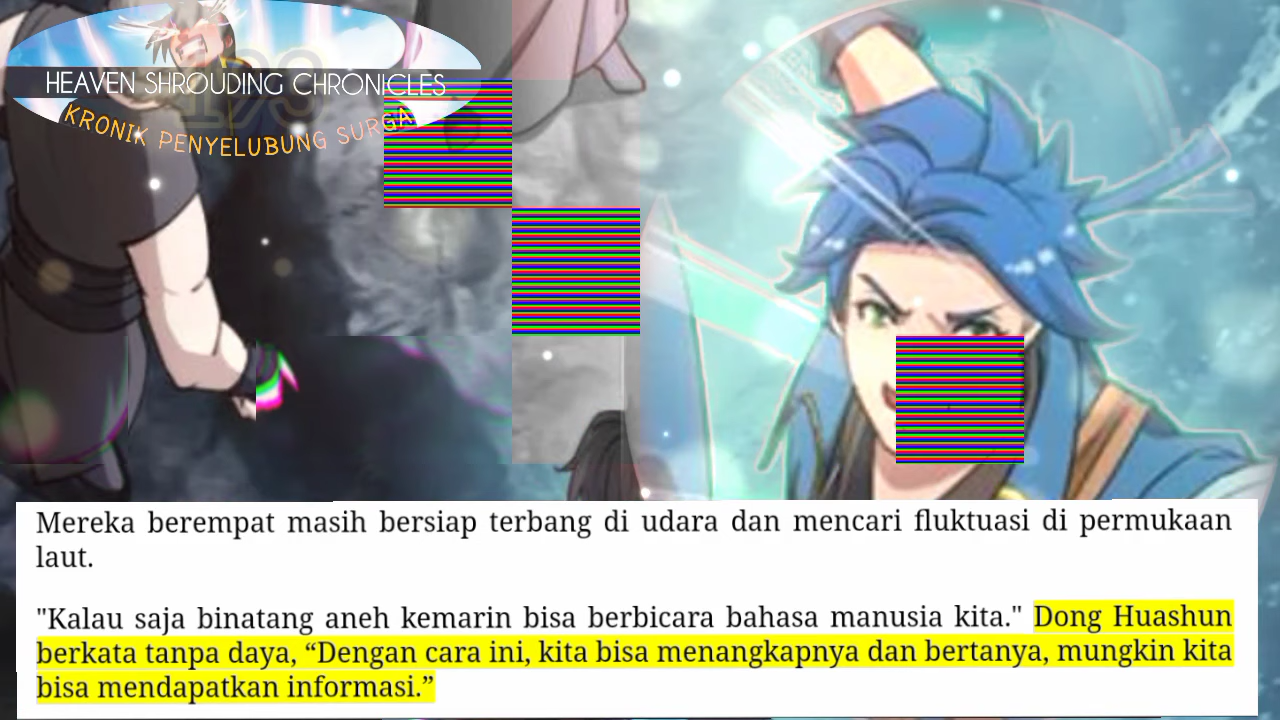 HEAVEN SHROUDING CHRONICLES
KRONIK PENYELUBUNG SURGA
Mereka berempat masih bersiap terbang di udara dan mencari fluktuasi di permukaan
laut.
"Kalau saja binatang aneh kemarin bisa berbicara bahasa manusia kita." Dong Huashun
berkata tanpa daya, “Dengan cara ini, kita bisa menangkapnya dan bertanya, mungkin kita
bisa mendapatkan informasi.”